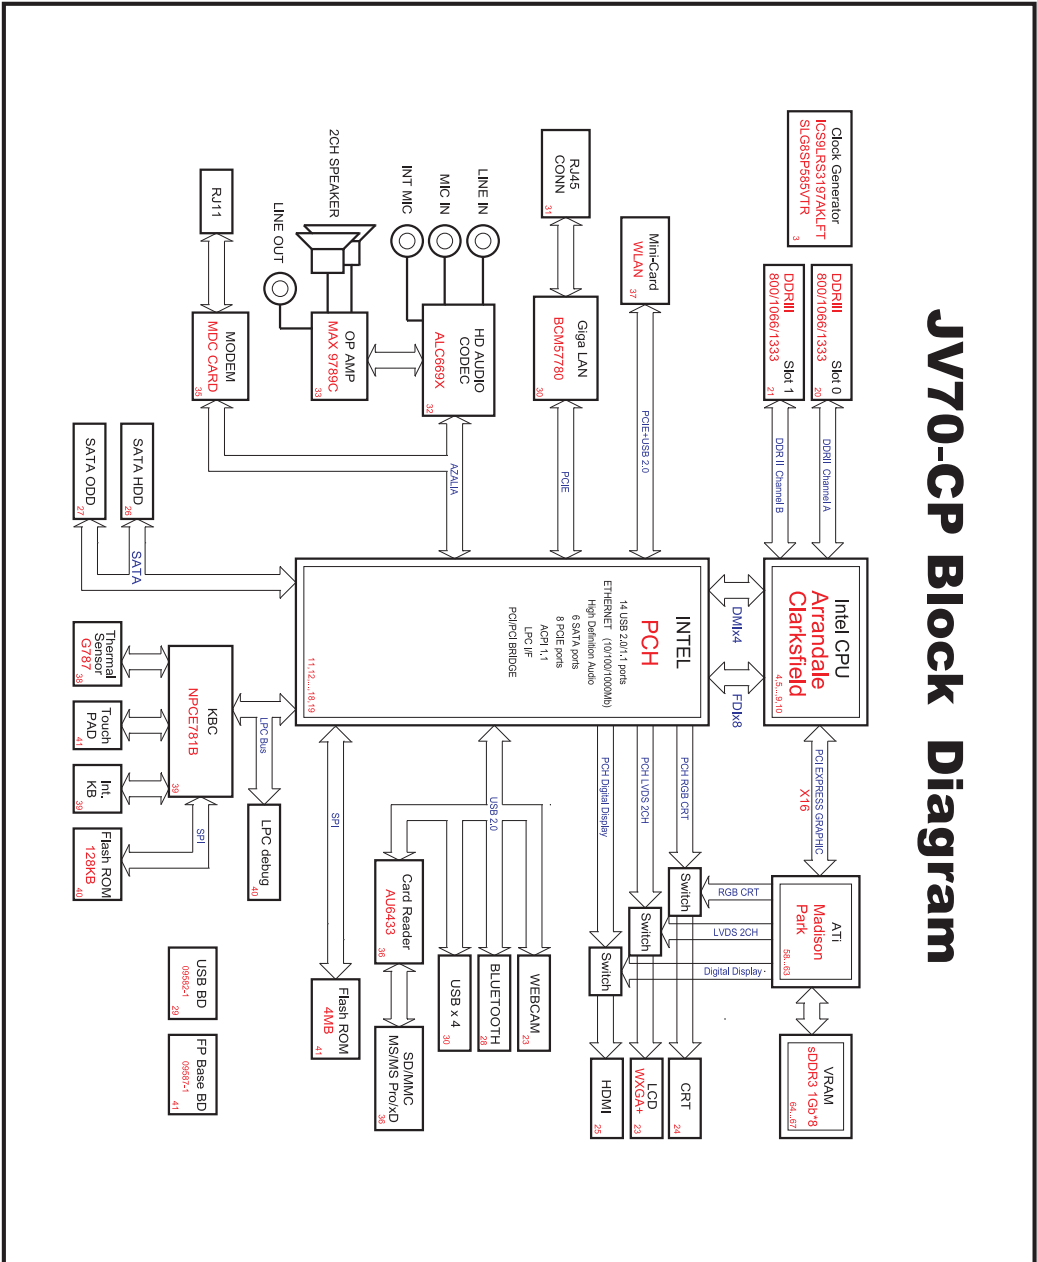 JV70-CP Block Diagram
Clock Generator
ICS9LRS3197AKLFT
SLG8SP585VTR
3
DDRIII
800/1066/1333
Slot 0
20
DDRII Channel A
DDRIII
800/1066/1333
Slot 1
21
DDR II Channel B
Intel CPU
Arrandale
Clarksfield
4,5....9,10
PCI EXPRESS GRAPHIC
X16
ATi
Madison
Park
58...63
VRAM
sDDR3 1Gb*8
64...67
DMIx4
FDIx8
Mini-Card
WLAN
37
PCIE+USB 2.0
RJ45
CONN
31
Giga LAN
BCM57780
30
PCIE
INTEL
PCH
14 USB 2.0/1.1 ports
ETHERNET (10/100/1000Mb)
High Definition Audio
6 SATA ports
8 PCIE ports
ACPI 1.1
LPC I/F
PCI/PCI BRIDGE
11,12.....18,19
PCH RGB CRT
PCH LVDS 2CH
PCH Digital Display
RGB CRT
LVDS 2CH
Digital Display
Switch
Switch
Switch
CRT
24
LCD
WXGA+
23
HDMI
25
LINE IN
MIC IN
INT MIC
2CH SPEAKER
LINE OUT
HD AUDIO
CODEC
ALC669X
32
AZALIA
OP AMP
MAX 9789C
33
RJ11
MODEM
MDC CARD
35
USB 2.0
WEBCAM
23
BLUETOOTH
28
USB x 4
30
Card Reader
AU6433
36
SD/MMC
MS/MS Pro/xD
36
SPI
Flash ROM
4MB
41
SATA HDD
26
SATA ODD
27
SATA
LPC Bus
LPC debug
40
KBC
NPCE781B
39
SPI
Thermal
Sensor
G787
38
Touch
PAD
41
Int.
KB
39
Flash ROM
128KB
40
USB BD
09582-1
29
FP Base BD
09587-1
41